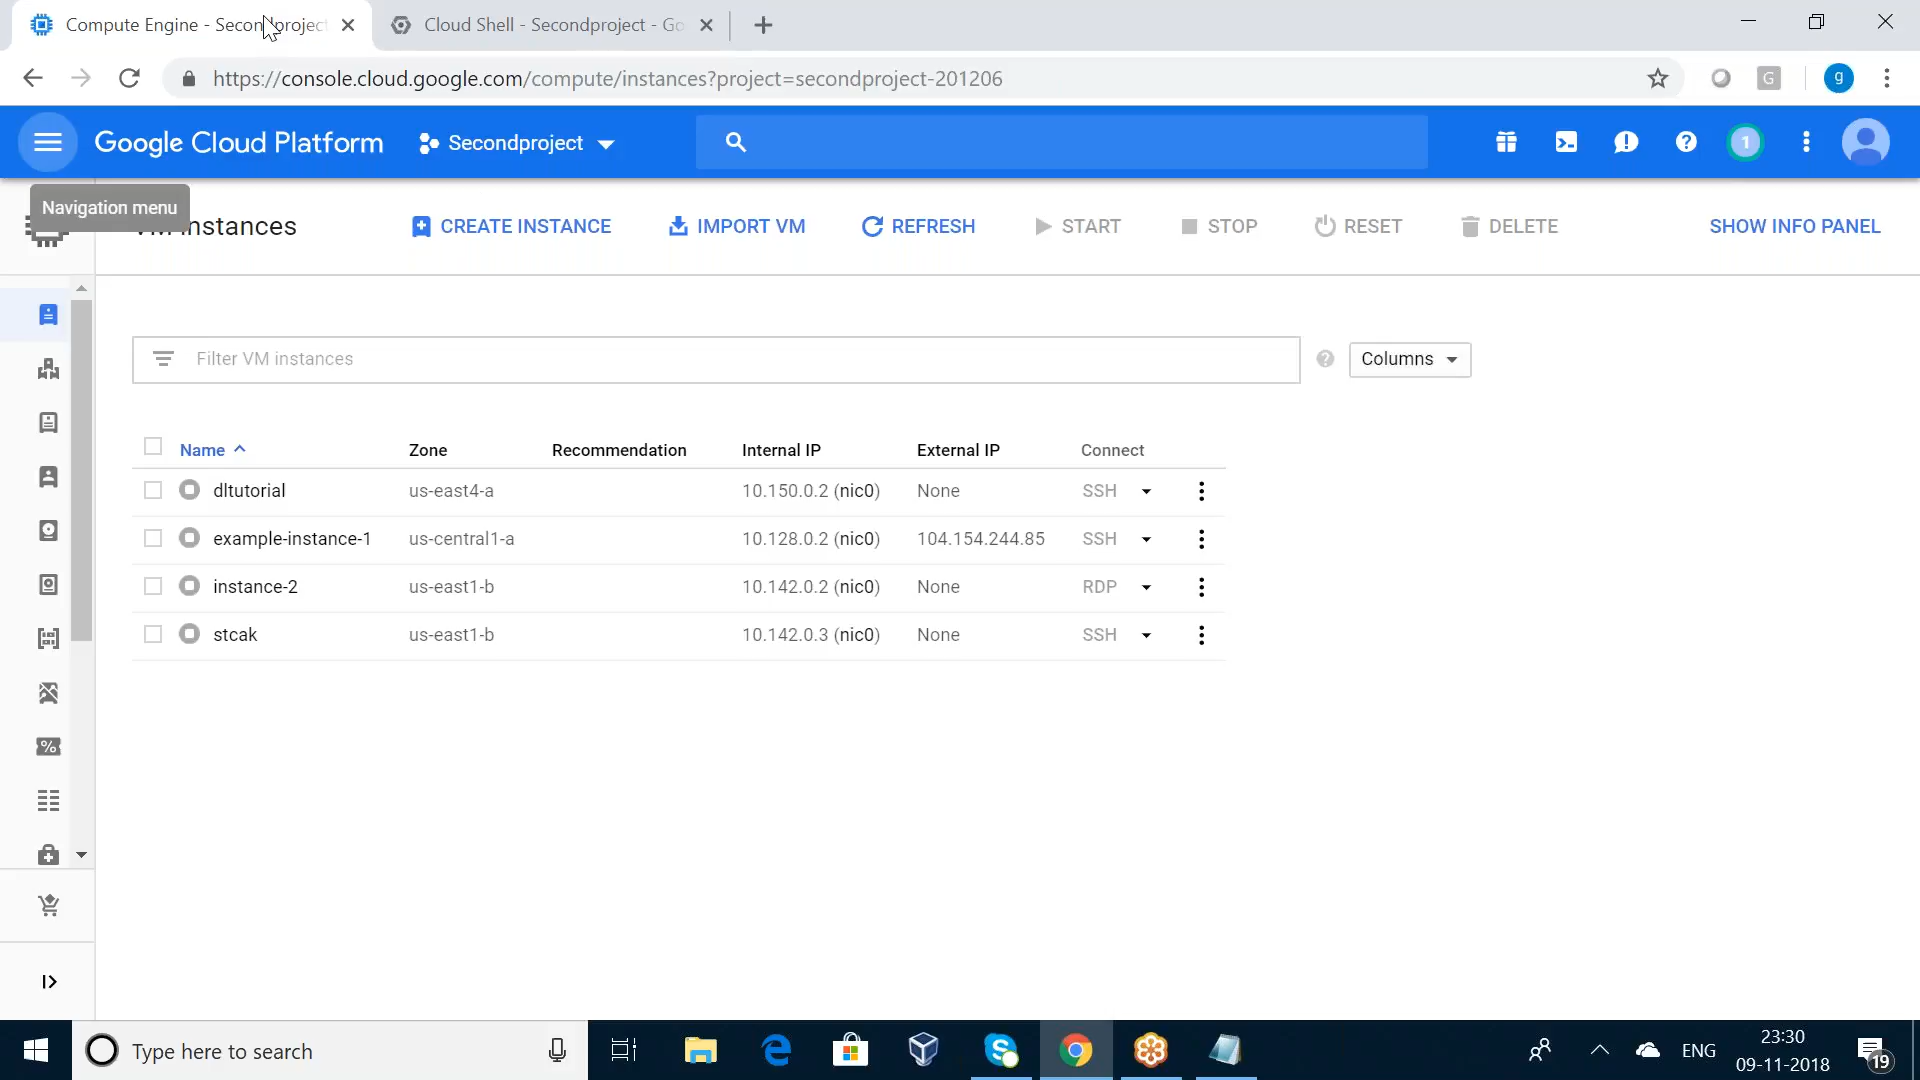 Compute Engine - Secondproject
Cloud Shell - Secondproject - Go
https://console.cloud.google.com/compute/instances?project=secondproject-201206
G
g
Google Cloud Platform
Secondproject
1
Navigation menu
VM instances
CREATE INSTANCE
IMPORT VM
REFRESH
START
STOP
RESET
DELETE
SHOW INFO PANEL
Filter VM instances
Columns
Name Zone Recommendation Internal IP External IP Connect
dltutorial us-east4-a 10.150.0.2 (nic0) None SSH
example-instance-1 us-central1-a 10.128.0.2 (nic0) 104.154.244.85 SSH
instance-2 us-east1-b 10.142.0.2 (nic0) None RDP
stcak us-east1-b 10.142.0.3 (nic0) None SSH
Type here to search
ENG
23:30
09-11-2018
19